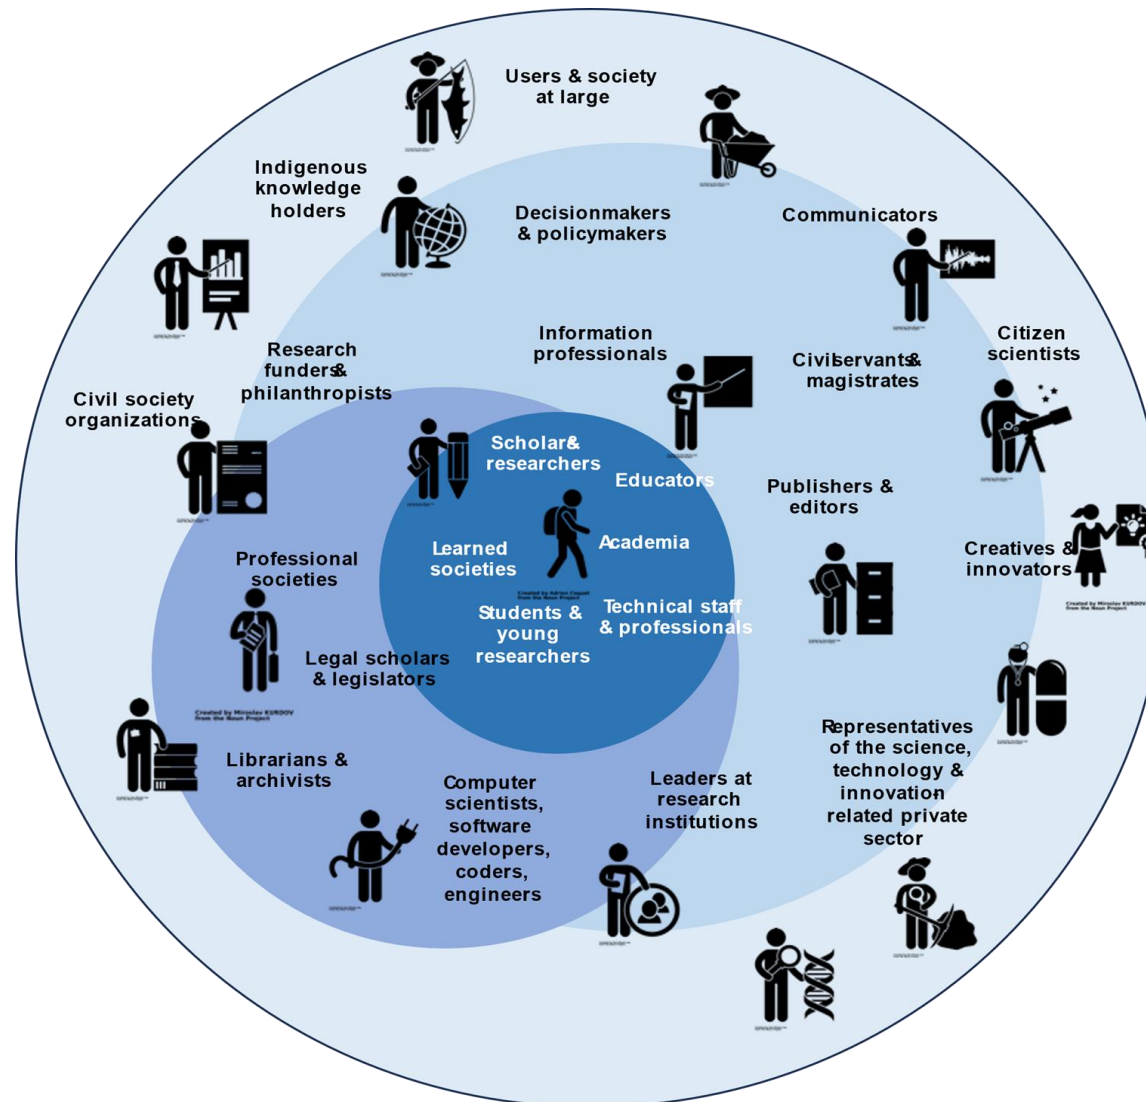 Users & society
at large
Indigenous
knowledge
holders
Decisionmakers
& policymakers
Communicators
Information
professionals
Citizen
scientists
Research
funders&
philanthropists
Civilservants&
magistrates
Civil society
organizations
Scholars&
researchers
Educators
Publishers &
editors
Learned
societies
Academia
Creatives &
innovators
Professional
societies
Created by Adrien Coquet
from the Noun Project
Created by Miroslav KURDOV
from the Noun Project
Students &
young
researchers
Technical staff
& professionals
Legal scholars
& legislators
Created by Miroslav KURDOV
from the Noun Project
Representatives
of the science,
technology &
innovation-
related private
sector
Librarians &
archivists
Computer
scientists,
software
developers,
coders,
engineers
Leaders at
research
institutions